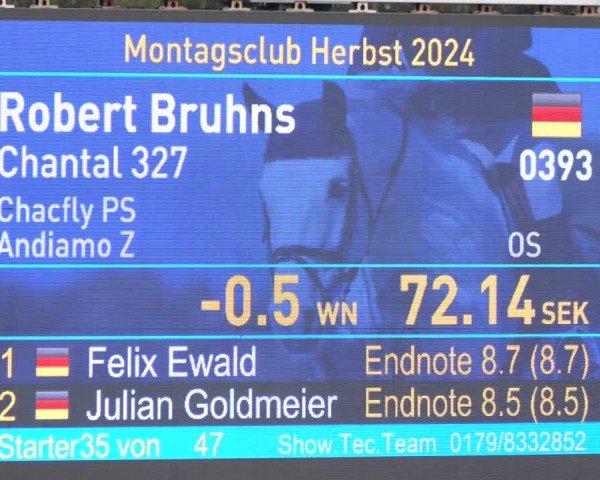 Montagsclub Herbst 2024
Robert Bruhns
Chantal 327 0393
Chacfly PS
Andiamo Z OS
-0.5 WN 72.14 SEK
1 Felix Ewald Endnote 8.7 (8.7)
2 Julian Goldmeier Endnote 8.5 (8.5)
Starter35 von 47 Show.Tec.Team 0179/8332852